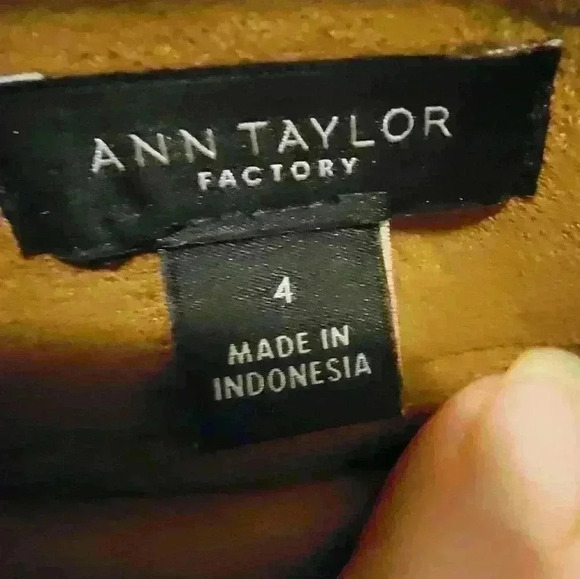 ANN TAYLOR
FACTORY
4
MADE IN
INDONESIA